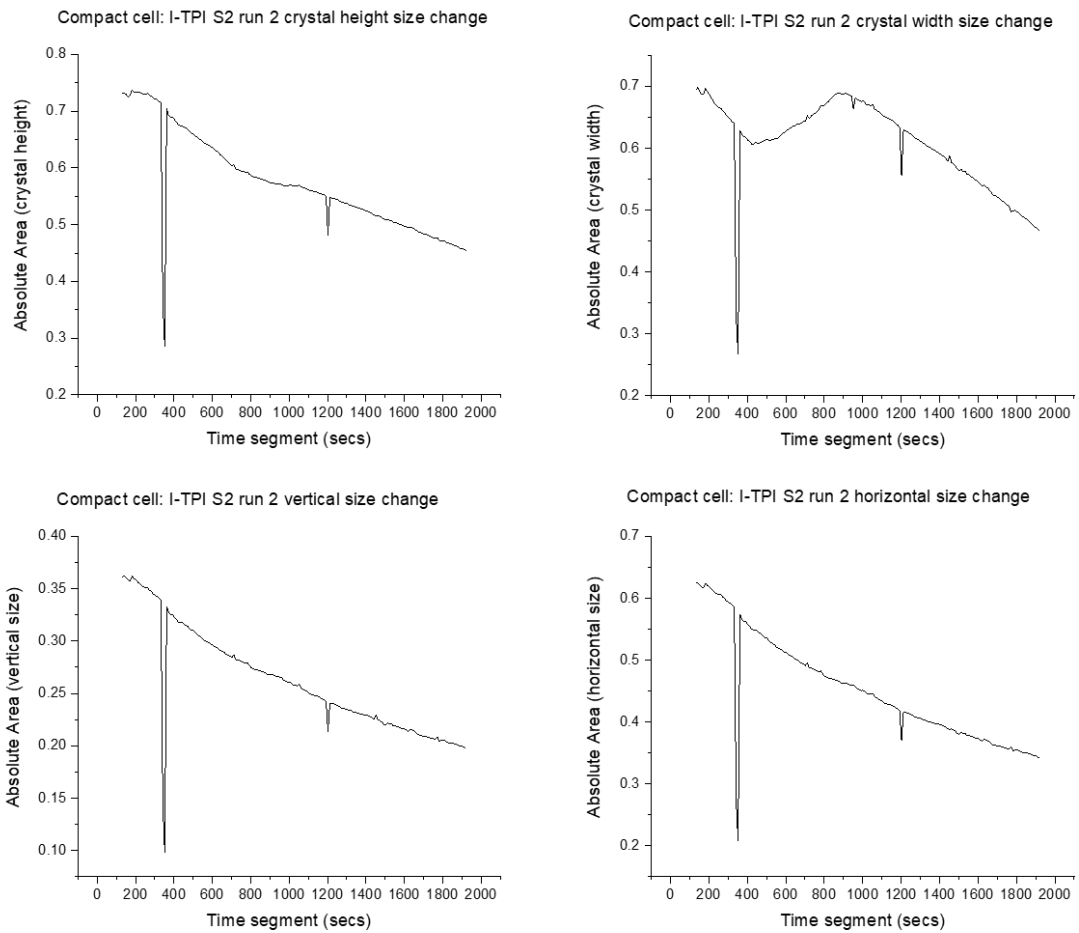 Compact cell: I-TPI S2 run 2 crystal height size change
Absolute Area (crystal height)
0.8
0.7
0.6
0.5
0.4
0.3
0.2
0 200 400 600 800 1000 1200 1400 1600 1800 2000
Time segment (secs)
Compact cell: I-TPI S2 run 2 crystal width size change
Absolute Area (crystal width)
0.7
0.6
0.5
0.4
0.3
0.2
0 200 400 600 800 1000 1200 1400 1600 1800 2000
Time segment (secs)
Compact cell: I-TPI S2 run 2 vertical size change
Absolute Area (vertical size)
0.40
0.35
0.30
0.25
0.20
0.15
0.10
0 200 400 600 800 1000 1200 1400 1600 1800 2000
Time segment (secs)
Compact cell: I-TPI S2 run 2 horizontal size change
Absolute Area (horizontal size)
0.7
0.6
0.5
0.4
0.3
0.2
0 200 400 600 800 1000 1200 1400 1600 1800 2000
Time segment (secs)